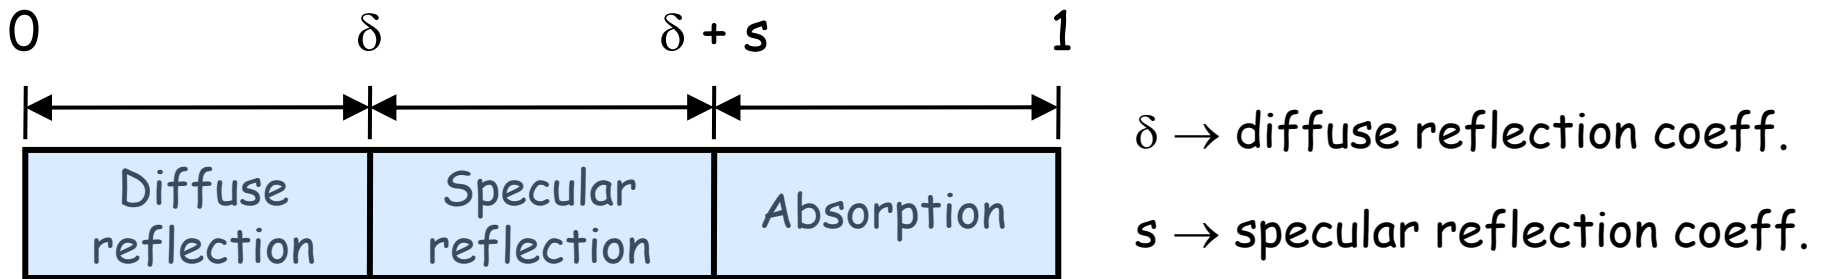 0 δ δ + s 1
δ → diffuse reflection coeff.
Diffuse reflection
Specular reflection
Absorption
s → specular reflection coeff.